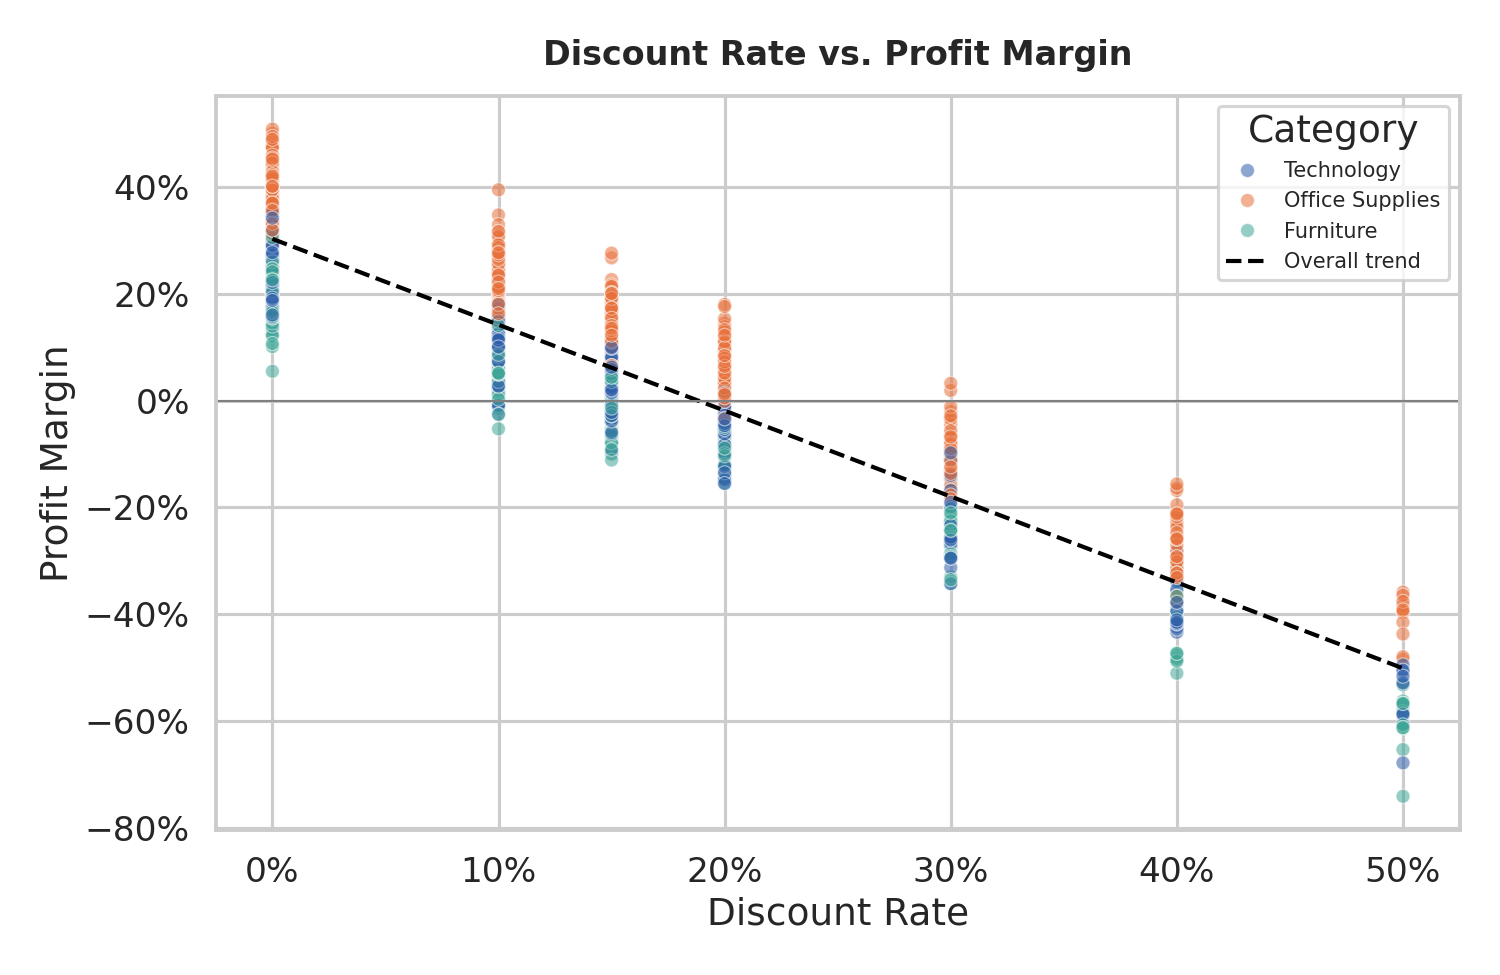 Discount Rate vs. Profit Margin
Category
Technology
Office Supplies
Furniture
Overall trend
Profit Margin
40%
20%
0%
−20%
−40%
−60%
−80%
0% 10% 20% 30% 40% 50%
Discount Rate